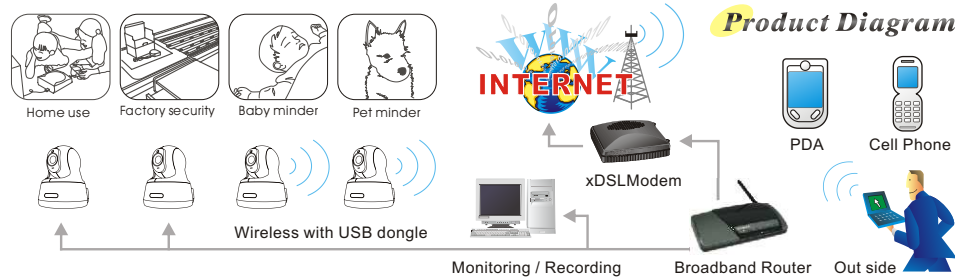 Product Diagram
WWW
INTERNET
Home use
Factory security
Baby minder
Pet minder
PDA
Cell Phone
xDSLModem
Wireless with USB dongle
Monitoring / Recording
Broadband Router
Out side